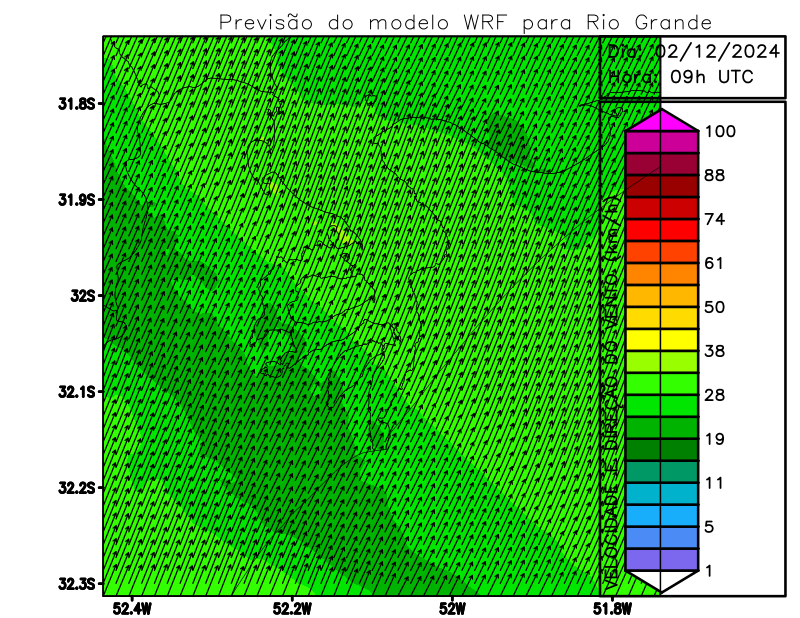 Previsão do modelo WRF para Rio Grande
Dia: 02/12/2024
Hora: 09h UTC
31.8S
31.9S
32S
32.1S
32.2S
32.3S
52.4W
52.2W
52W
51.8W
VELOCIDADE E DIREÇÃO DO VENTO (km/h)
100
88
74
61
50
38
28
19
11
5
1